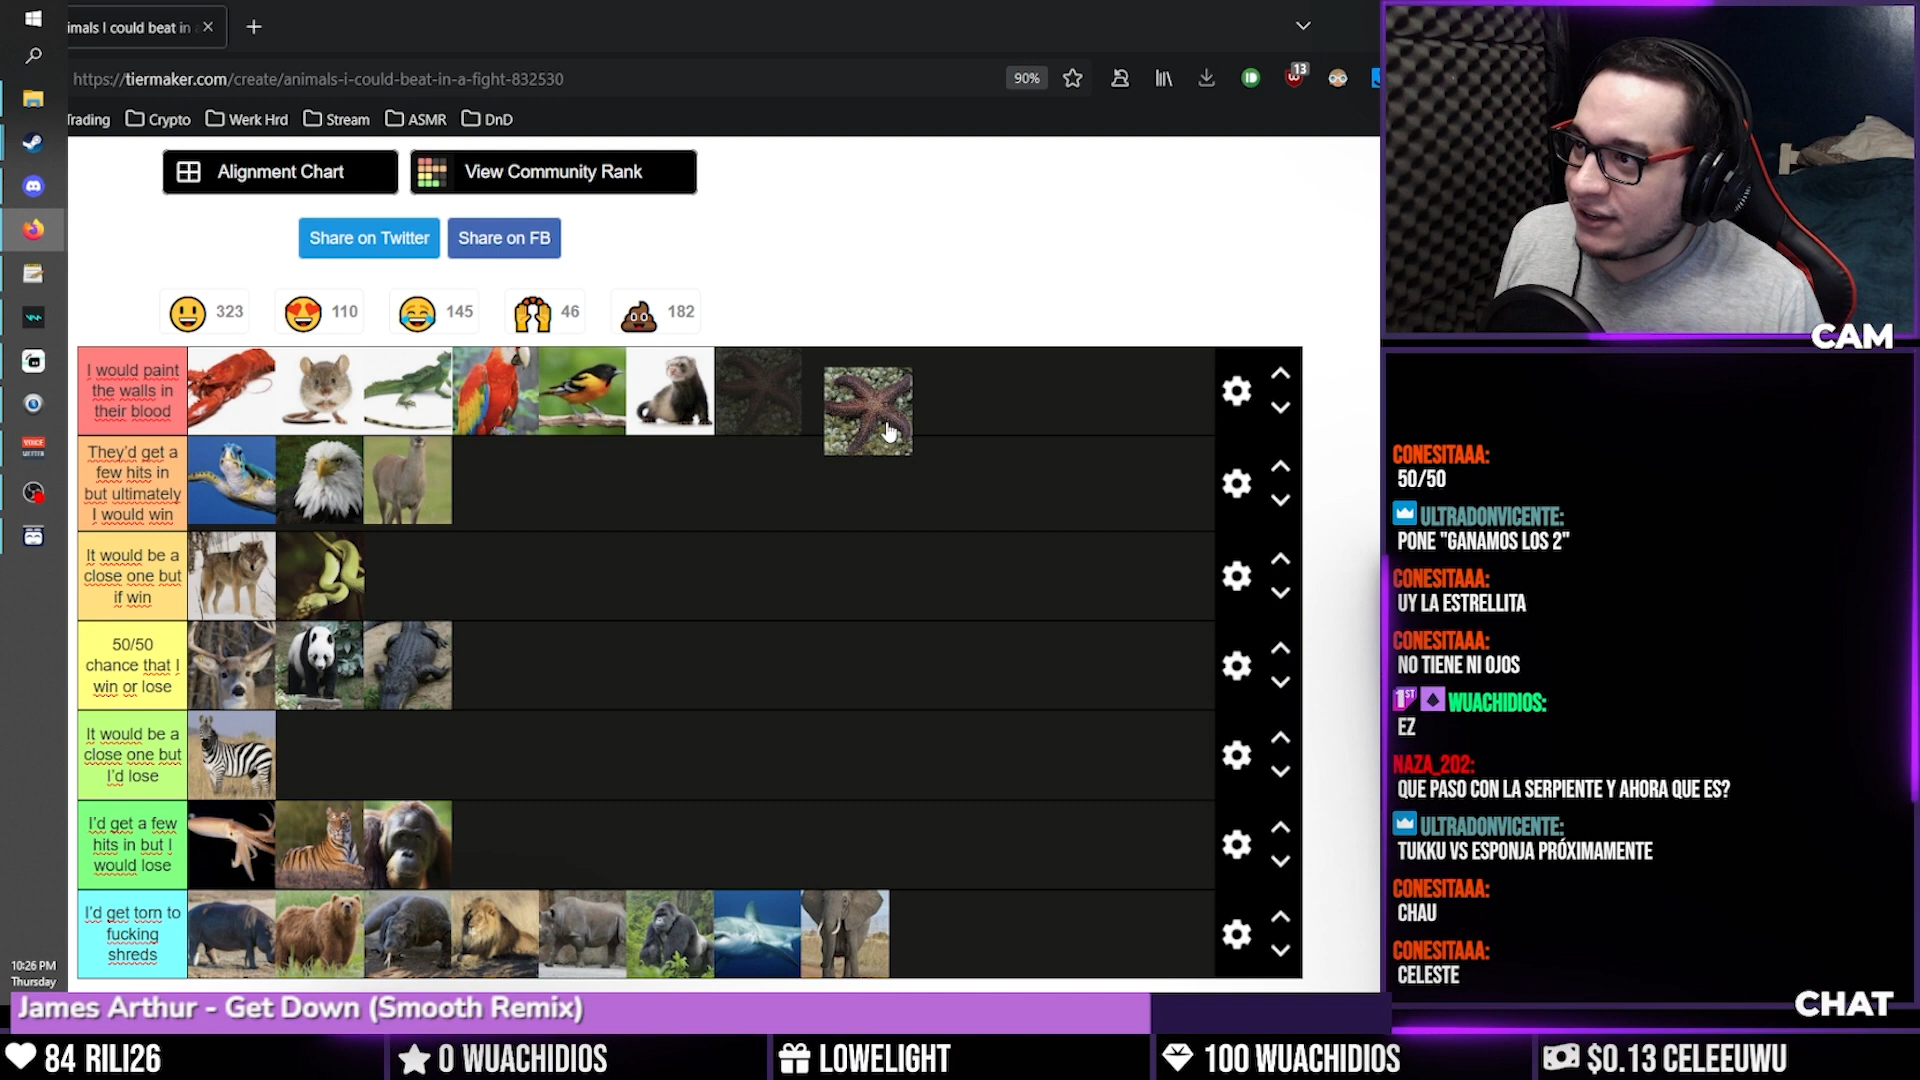 imals I could beat in
https://tiermaker.com/create/animals-i-could-beat-in-a-fight-832530
90%
13
Trading
Crypto
Werk Hrd
Stream
ASMR
DnD
Alignment Chart
View Community Rank
Share on Twitter
Share on FB
323
110
145
46
182
I would paint
the walls in
their blood
They'd get a
few hits in
but ultimately
I would win
It would be a
close one but
if win
50/50
chance that I
win or lose
It would be a
close one but
I'd lose
I'd get a few
hits in but I
would lose
I'd get torn to
fucking
shreds
10:26 PM
Thursday
CAM
CONESITAAA:
50/50
ULTRADONVICENTE:
PONE "GANAMOS LOS 2"
CONESITAAA:
UY LA ESTRELLITA
CONESITAAA:
NO TIENE NI OJOS
1ST WUACHIDIOS:
EZ
NAZA_202:
QUE PASO CON LA SERPIENTE Y AHORA QUE ES?
ULTRADONVICENTE:
TUKKU VS ESPONJA PRÓXIMAMENTE
CONESITAAA:
CHAU
CONESITAAA:
CELESTE
CHAT
James Arthur - Get Down (Smooth Remix)
84 RILI26
0 WUACHIDIOS
LOWELIGHT
100 WUACHIDIOS
$0.13 CELEEUWU